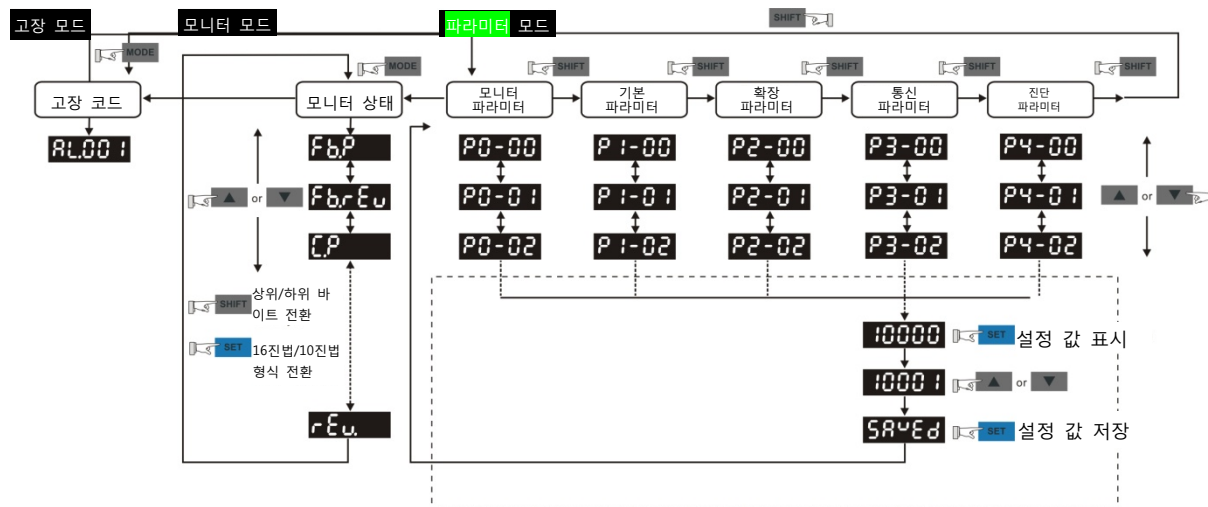 고장 모드
모니터 모드
파라미터 모드
SHIFT
MODE
MODE
SHIFT
SHIFT
SHIFT
SHIFT
SHIFT
고장 코드
모니터 상태
모니터
파라미터
기본
파라미터
확장
파라미터
통신
파라미터
진단
파라미터
AL.001
Fb.P
P0-00
P1-00
P2-00
P3-00
P4-00
▲ or ▼
Fb.rEu
P0-01
P1-01
P2-01
P3-01
P4-01
▲ or ▼
C.P
P0-02
P1-02
P2-02
P3-02
P4-02
SHIFT
상위/하위 바
이트 전환
SET
16진법/10진법
형식 전환
10000
SET
설정 값 표시
10001
▲ or ▼
rEu.
SAvEd
SET
설정 값 저장